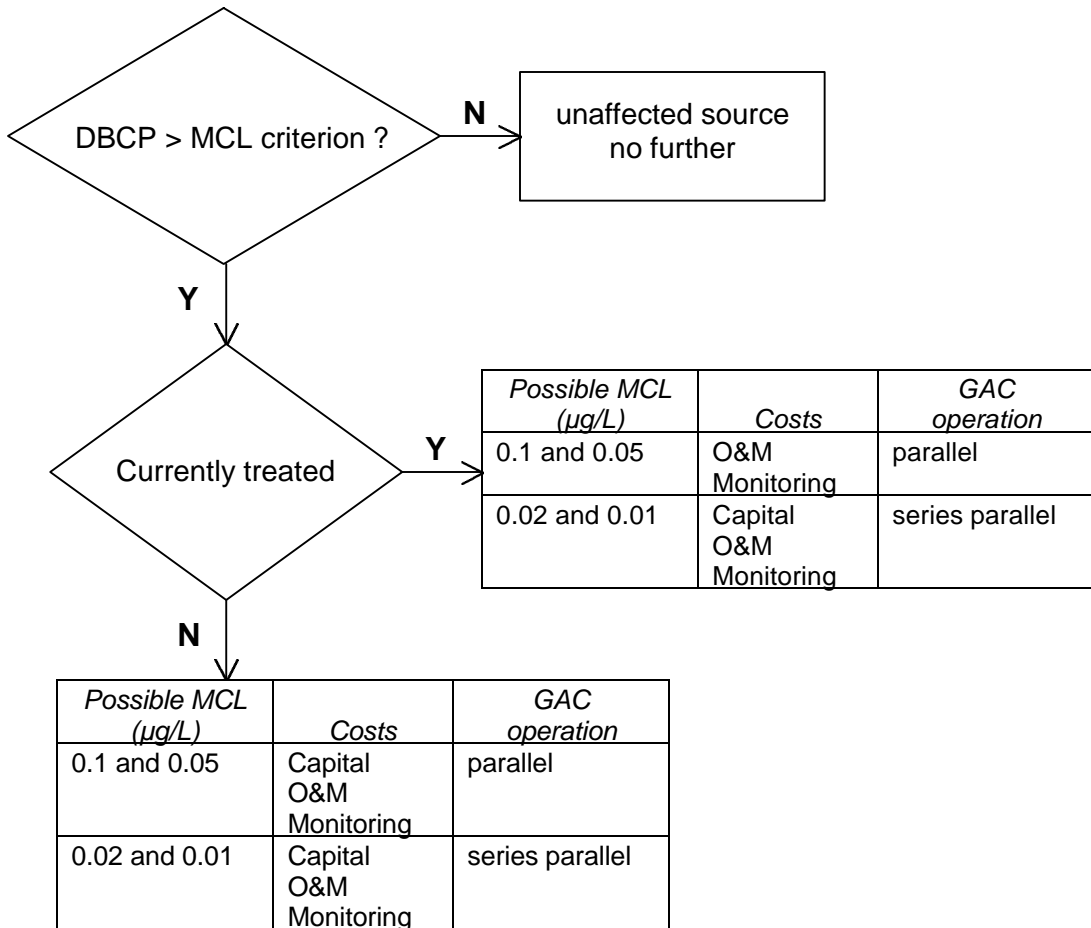 DBCP > MCL criterion ?
N
unaffected source
no further
Y
Currently treated
Y
Possible MCL
(µg/L)
Costs
GAC
operation
0.1 and 0.05
O&M
Monitoring
parallel
0.02 and 0.01
Capital
O&M
Monitoring
series parallel
N
Possible MCL
(µg/L)
Costs
GAC
operation
0.1 and 0.05
Capital
O&M
Monitoring
parallel
0.02 and 0.01
Capital
O&M
Monitoring
series parallel